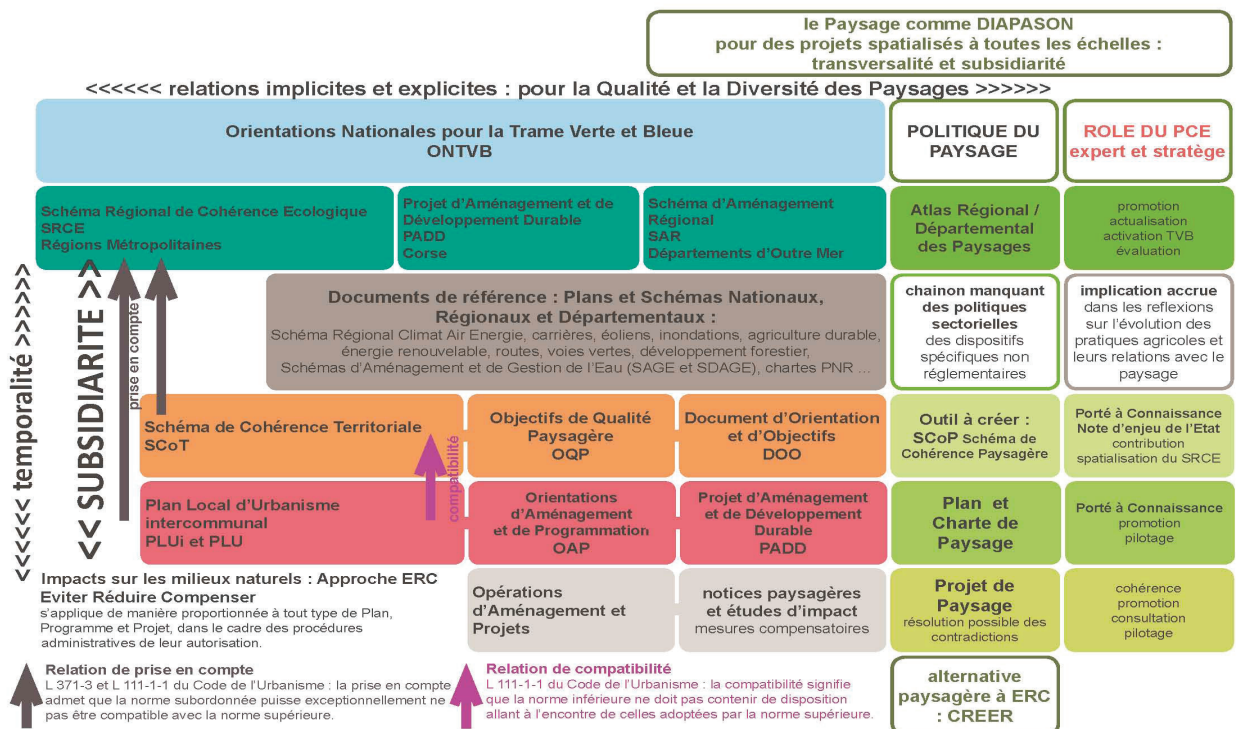 le Paysage comme DIAPASON
pour des projets spatialisés à toutes les échelles :
transversalité et subsidiarité
<<<<<< relations implicites et explicites : pour la Qualité et la Diversité des Paysages >>>>>>
Orientations Nationales pour la Trame Verte et Bleue
ONTVB
POLITIQUE DU
PAYSAGE
ROLE DU PCE
expert et stratège
Schéma Régional de Cohérence Ecologique
SRCE
Régions Métropolitaines
Projet d'Aménagement et de
Développement Durable
PADD
Corse
Schéma d'Aménagement
Régional
SAR
Départements d'Outre Mer
Atlas Régional /
Départemental
des Paysages
promotion
actualisation
activation TVB
évaluation
<<<<<< temporalité >>>>>>
<< SUBSIDIARITE >>
prise en compte
Documents de référence : Plans et Schémas Nationaux,
Régionaux et Départementaux :
Schéma Régional Climat Air Energie, carrières, éoliens, inondations, agriculture durable,
énergie renouvelable, routes, voies vertes, développement forestier,
Schémas d'Aménagement et de Gestion de l'Eau (SAGE et SDAGE), chartes PNR ...
chainon manquant
des politiques
sectorielles
des dispositifs
spécifiques non
réglementaires
implication accrue
dans les reflexions
sur l'évolution des
pratiques agricoles et
leurs relations avec le
paysage
Schéma de Cohérence Territoriale
SCoT
compatibilité
Objectifs de Qualité
Paysagère
OQP
Document d'Orientation
et d'Objectifs
DOO
Outil à créer :
SCoP Schéma de
Cohérence Paysagère
Porté à Connaissance
Note d'enjeu de l'Etat
contribution
spatialisation du SRCE
Plan Local d'Urbanisme
intercommunal
PLUi et PLU
Orientations
d'Aménagement
et de Programmation
OAP
Projet d'Aménagement
et de Développement
Durable
PADD
Plan et
Charte de
Paysage
Porté à Connaissance
promotion
pilotage
Impacts sur les milieux naturels : Approche ERC
Eviter Réduire Compenser
s'applique de manière proportionnée à tout type de Plan,
Programme et Projet, dans le cadre des procédures
administratives de leur autorisation.
Opérations
d'Aménagement et
Projets
notices paysagères
et études d'impact
mesures compensatoires
Projet de
Paysage
résolution possible des
contradictions
cohérence
promotion
consultation
pilotage
Relation de prise en compte
L 371-3 et L 111-1-1 du Code de l'Urbanisme : la prise en compte
admet que la norme subordonnée puisse exceptionnellement ne
pas être compatible avec la norme supérieure.
Relation de compatibilité
L 111-1-1 du Code de l'Urbanisme : la compatibilité signifie
que la norme inférieure ne doit pas contenir de disposition
allant à l'encontre de celles adoptées par la norme supérieure.
alternative
paysagère à ERC
: CREER